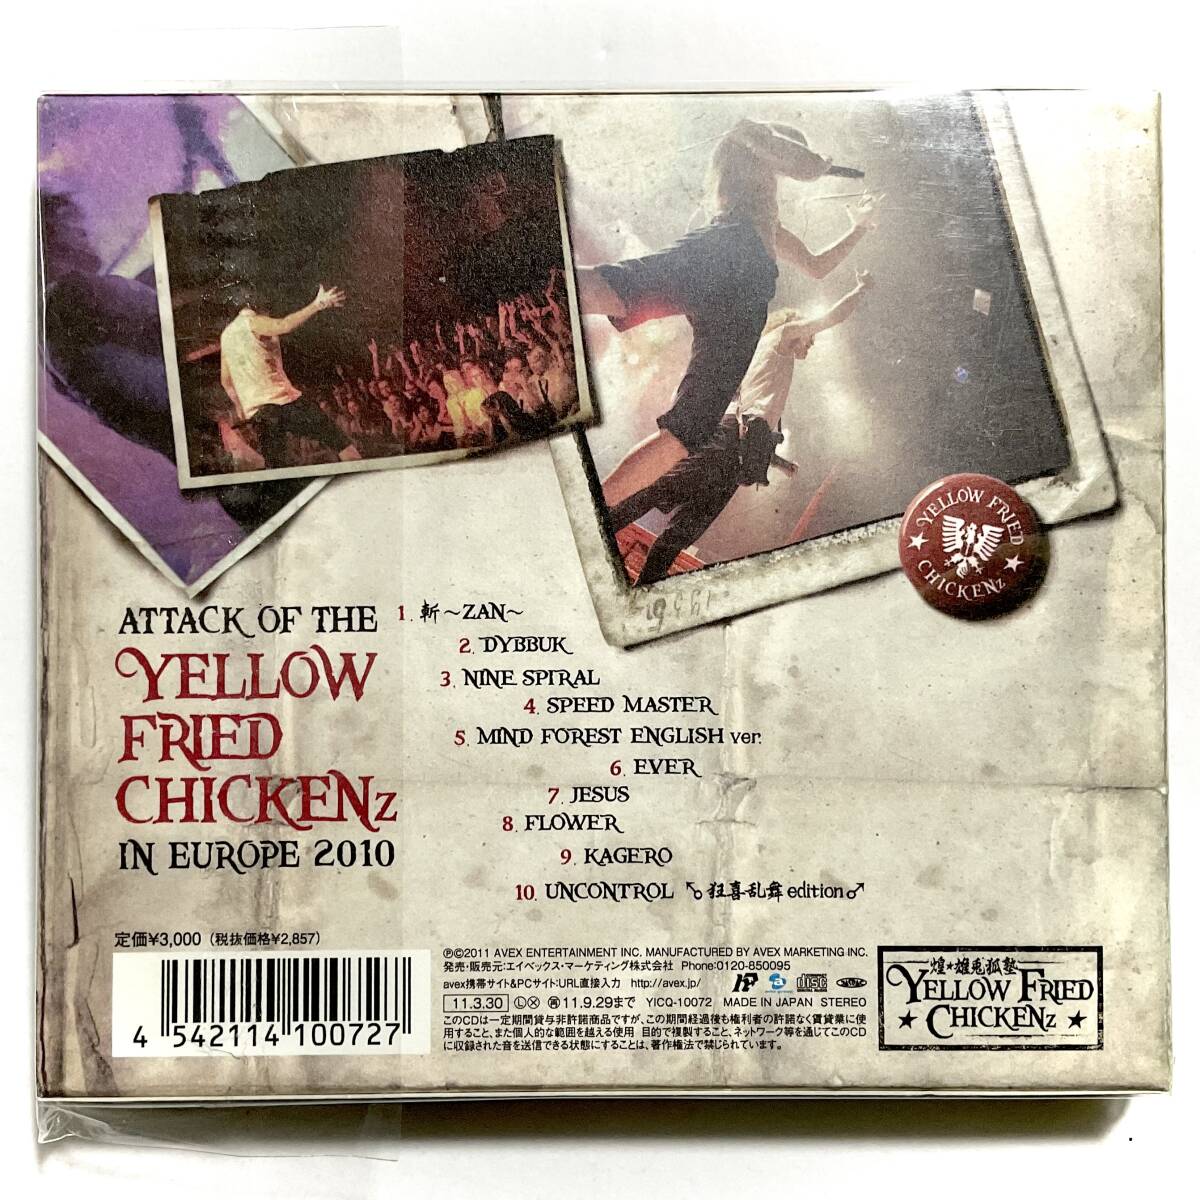 YELLOW FRIED
CHICKENz
ATTACK OF THE
YELLOW
FRIED
CHICKENz
IN EUROPE 2010
1. 斬～ZAN～
2. DYBBUK
3. NINE SPIRAL
4. SPEED MASTER
5. MIND FOREST ENGLISH ver.
6. EVER
7. JESUS
8. FLOWER
9. KAGERO
10. UNCONTROL ♂狂喜乱舞edition♂
定価¥3,000(税抜価格¥2,857)
4 542114 100727
Ⓟ©2011 AVEX ENTERTAINMENT INC. MANUFACTURED BY AVEX MARKETING INC.
発売・販売元:エイベックス・マーケティング株式会社 Phone:0120-850095
avex携帯サイト&PCサイト:URL直接入力 http://avex.jp/
11.3.30 Ⓛ Ⓧ 再11.9.29まで YICQ-10072 MADE IN JAPAN STEREO
このCDは一定期間貸与非許諾商品ですが、この期間経過後も権利者の許諾なく賃貸業に使
用すること、また個人的な範囲を越える使用 目的で複製すること、ネットワーク等を通じてこのCD
に収録された音を送信できる状態にすることは、著作権法で禁じられています。
煌★雄兎狐塾
YELLOW FRIED
★ CHICKENz ★